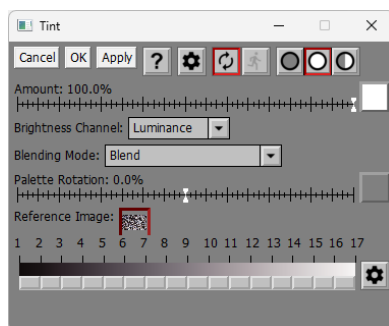 Tint
Cancel OK Apply ?
Amount: 100.0%
Brightness Channel: Luminance
Blending Mode: Blend
Palette Rotation: 0.0%
Reference Image:
1 2 3 4 5 6 7 8 9 10 11 12 13 14 15 16 17